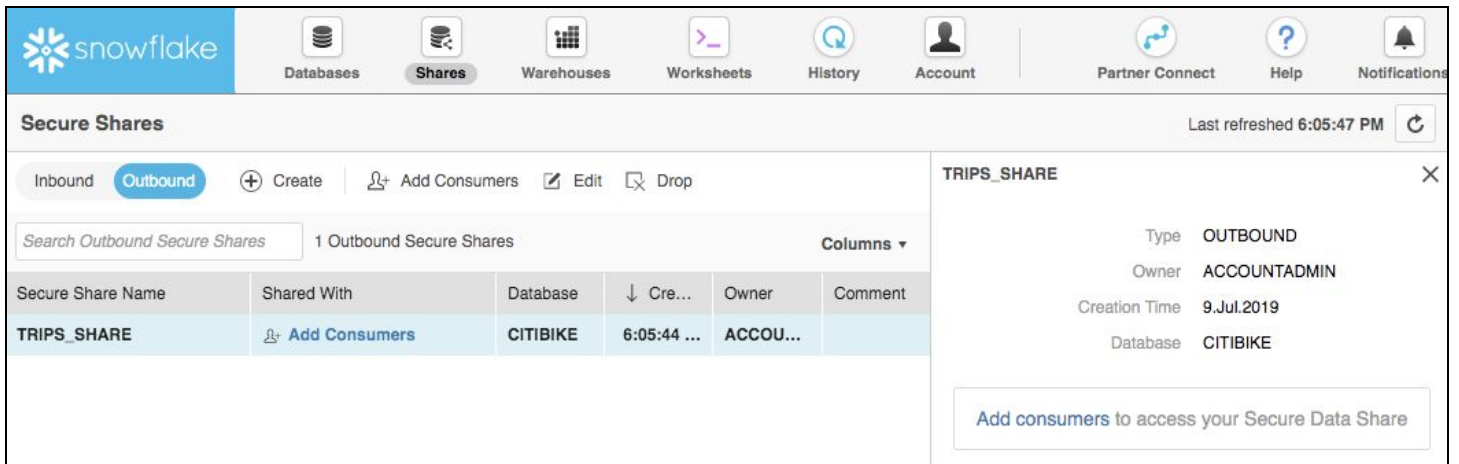 snowflake
Databases Shares Warehouses Worksheets History Account Partner Connect Help Notifications
Secure Shares
Last refreshed 6:05:47 PM
Inbound Outbound Create Add Consumers Edit Drop
Search Outbound Secure Shares 1 Outbound Secure Shares Columns
Secure Share Name Shared With Database ↓ Cre... Owner Comment
TRIPS_SHARE Add Consumers CITIBIKE 6:05:44 ... ACCOU...
TRIPS_SHARE
Type OUTBOUND
Owner ACCOUNTADMIN
Creation Time 9.Jul.2019
Database CITIBIKE
Add consumers to access your Secure Data Share